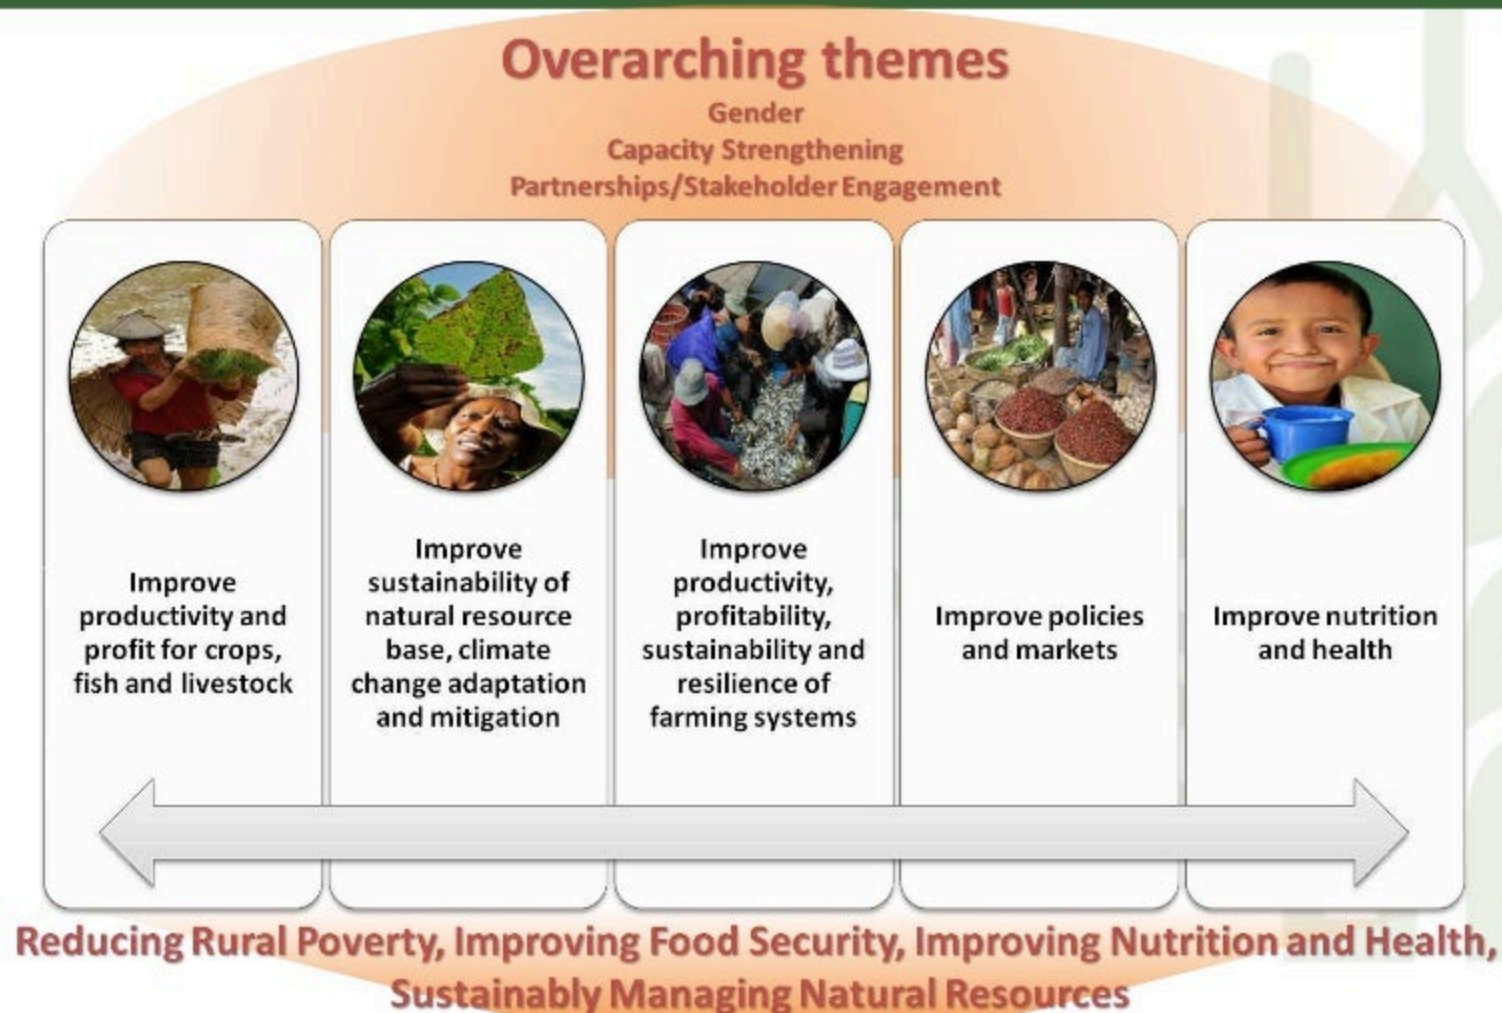 Overarching themes
Gender
Capacity Strengthening
Partnerships/Stakeholder Engagement
Improve
productivity and
profit for crops,
fish and livestock
Improve
sustainability of
natural resource
base, climate
change adaptation
and mitigation
Improve
productivity,
profitability,
sustainability and
resilience of
farming systems
Improve policies
and markets
Improve nutrition
and health
Reducing Rural Poverty, Improving Food Security, Improving Nutrition and Health,
Sustainably Managing Natural Resources